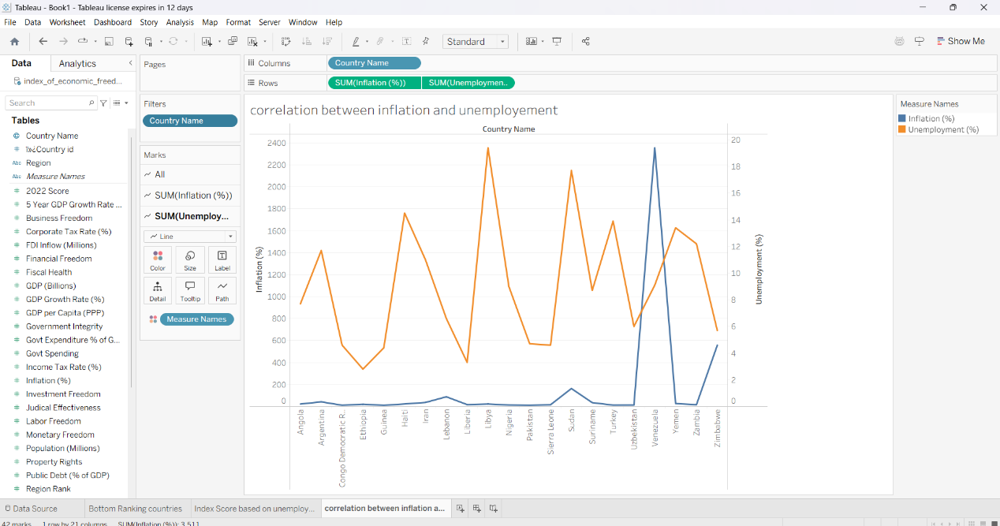 Tableau - Book1 - Tableau license expires in 12 days
File Data Worksheet Dashboard Story Analysis Map Format Server Window Help
Standard
Show Me
Data
Analytics
index_of_economic_freed...
Search
Tables
Country Name
ï»¿Country id
Abc Region
Abc Measure Names
2022 Score
5 Year GDP Growth Rate ...
Business Freedom
Corporate Tax Rate (%)
FDI Inflow (Millions)
Financial Freedom
Fiscal Health
GDP (Billions)
GDP Growth Rate (%)
GDP per Capita (PPP)
Government Integrity
Govt Expenditure % of G...
Govt Spending
Income Tax Rate (%)
Inflation (%)
Investment Freedom
Judical Effectiveness
Labor Freedom
Monetary Freedom
Population (Millions)
Property Rights
Public Debt (% of GDP)
Region Rank
Pages
Filters
Country Name
Marks
All
SUM(Inflation (%))
SUM(Unemploy...
Line
Color
Size
Label
Detail
Tooltip
Path
Measure Names
Columns
Country Name
Rows
SUM(Inflation (%))
SUM(Unemploymen..
correlation between inflation and unemployement
Country Name
Inflation (%)
2400
2200
2000
1800
1600
1400
1200
1000
800
600
400
200
0
20
18
16
14
12
10
8
6
4
2
0
Unemployment (%)
Angola
Argentina
Congo Democratic R..
Ethiopia
Guinea
Haiti
Iran
Lebanon
Liberia
Libya
Nigeria
Pakistan
Sierra Leone
Sudan
Suriname
Turkey
Uzbekistan
Venezuela
Yemen
Zambia
Zimbabwe
Measure Names
Inflation (%)
Unemployment (%)
Data Source
Bottom Ranking countries
Index Score based on unemploy...
correlation between inflation a...
42 marks 1 row by 21 columns SUM(Inflation (%)): 3,511